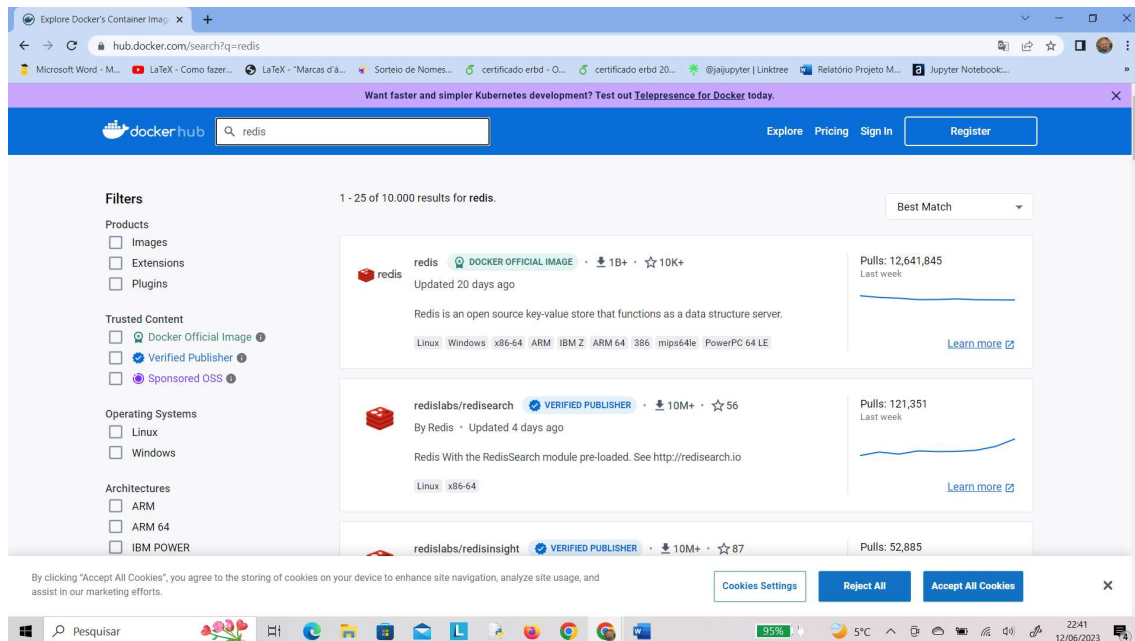 Explore Docker's Container Imag
hub.docker.com/search?q=redis
Microsoft Word - M... LaTeX - Como fazer... LaTeX - "Marcas d'á... Sorteio de Nomes... certificado erbd - O... certificado erbd 20... @jaijupyter | Linktree Relatório Projeto M... Jupyter Notebook:... »
Want faster and simpler Kubernetes development? Test out Telepresence for Docker today.
dockerhub redis Explore Pricing Sign In Register
Filters
1 - 25 of 10.000 results for redis.
Best Match
Products
Images
Extensions
Plugins
Trusted Content
Docker Official Image
Verified Publisher
Sponsored OSS
Operating Systems
Linux
Windows
Architectures
ARM
ARM 64
IBM POWER
redis
redis DOCKER OFFICIAL IMAGE · 1B+ · 10K+
Updated 20 days ago
Redis is an open source key-value store that functions as a data structure server.
Linux Windows x86-64 ARM IBM Z ARM 64 386 mips64le PowerPC 64 LE
Pulls: 12,641,845
Last week
Learn more
redislabs/redisearch VERIFIED PUBLISHER · 10M+ · 56
By Redis · Updated 4 days ago
Redis With the RedisSearch module pre-loaded. See http://redisearch.io
Linux x86-64
Pulls: 121,351
Last week
Learn more
redislabs/redisinsight VERIFIED PUBLISHER · 10M+ · 87
Pulls: 52,885
By clicking "Accept All Cookies", you agree to the storing of cookies on your device to enhance site navigation, analyze site usage, and
assist in our marketing efforts.
Cookies Settings Reject All Accept All Cookies
Pesquisar 95% 5°C 22:41
12/06/2023